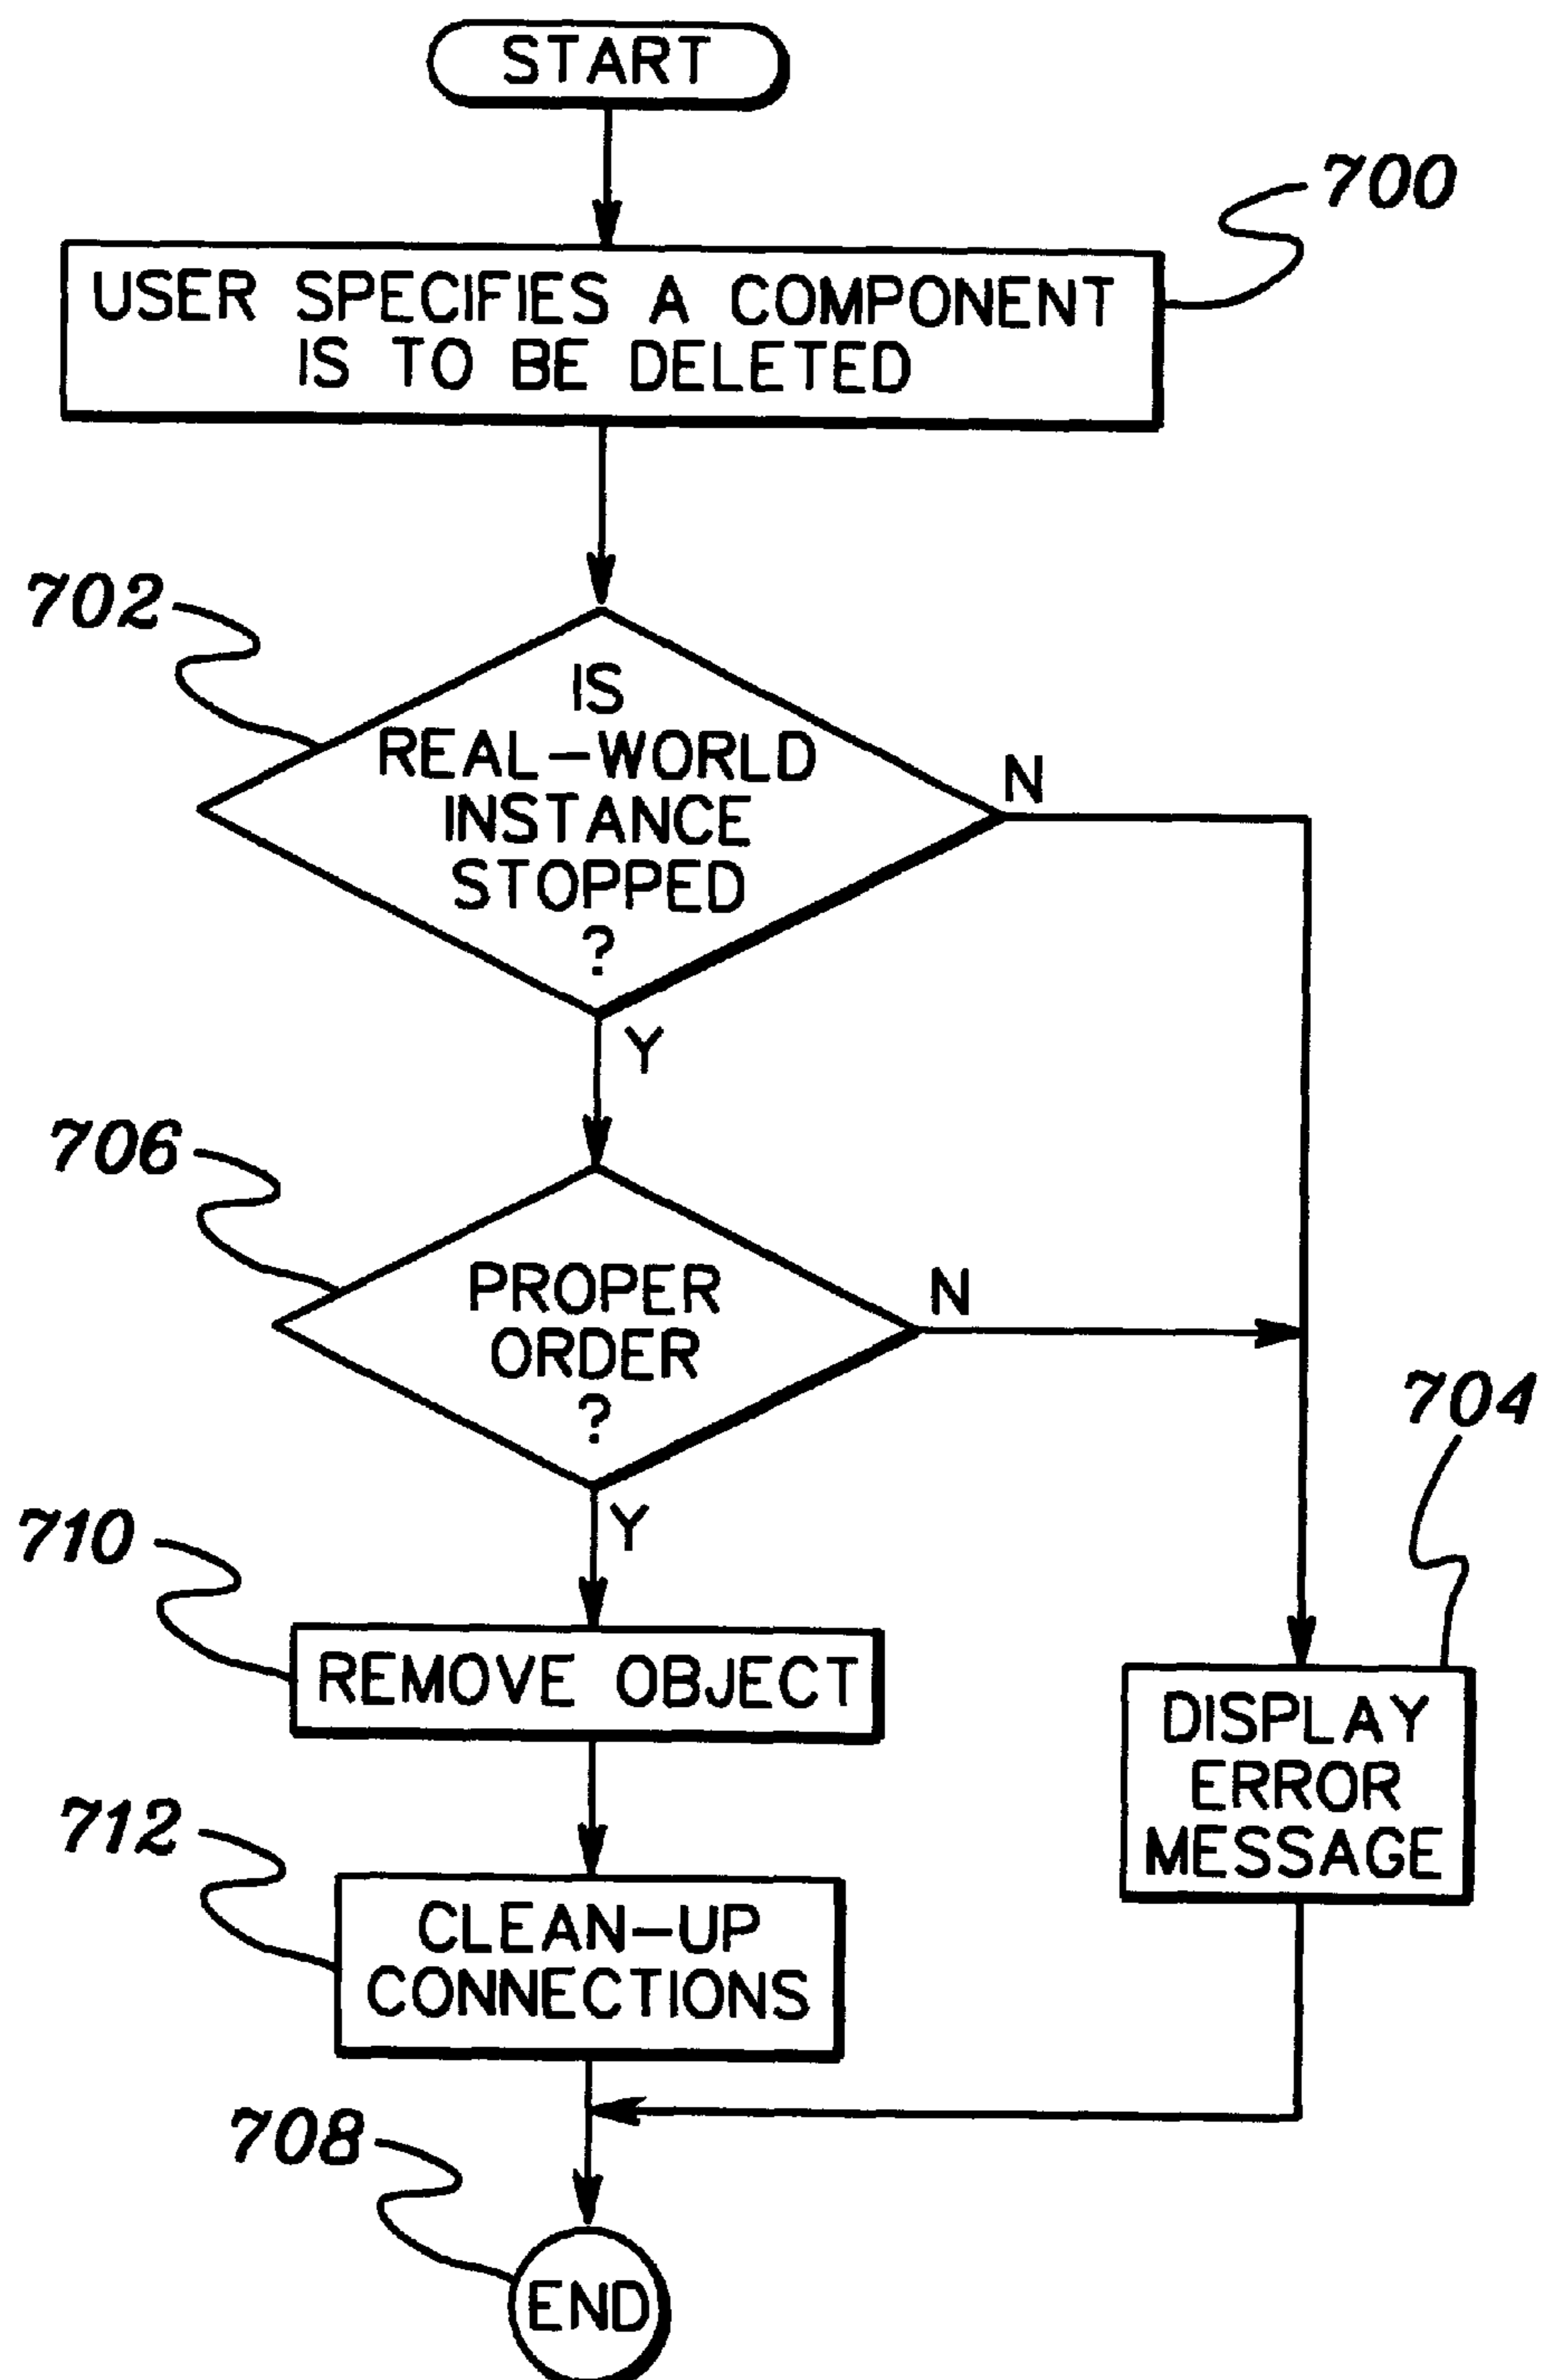 START
700
USER SPECIFIES A COMPONENT
IS TO BE DELETED
702
IS
REAL-WORLD
INSTANCE
STOPPED
?
N
Y
706
PROPER
ORDER
?
N
704
Y
710
REMOVE OBJECT
DISPLAY
ERROR
MESSAGE
712
CLEAN-UP
CONNECTIONS
708
END